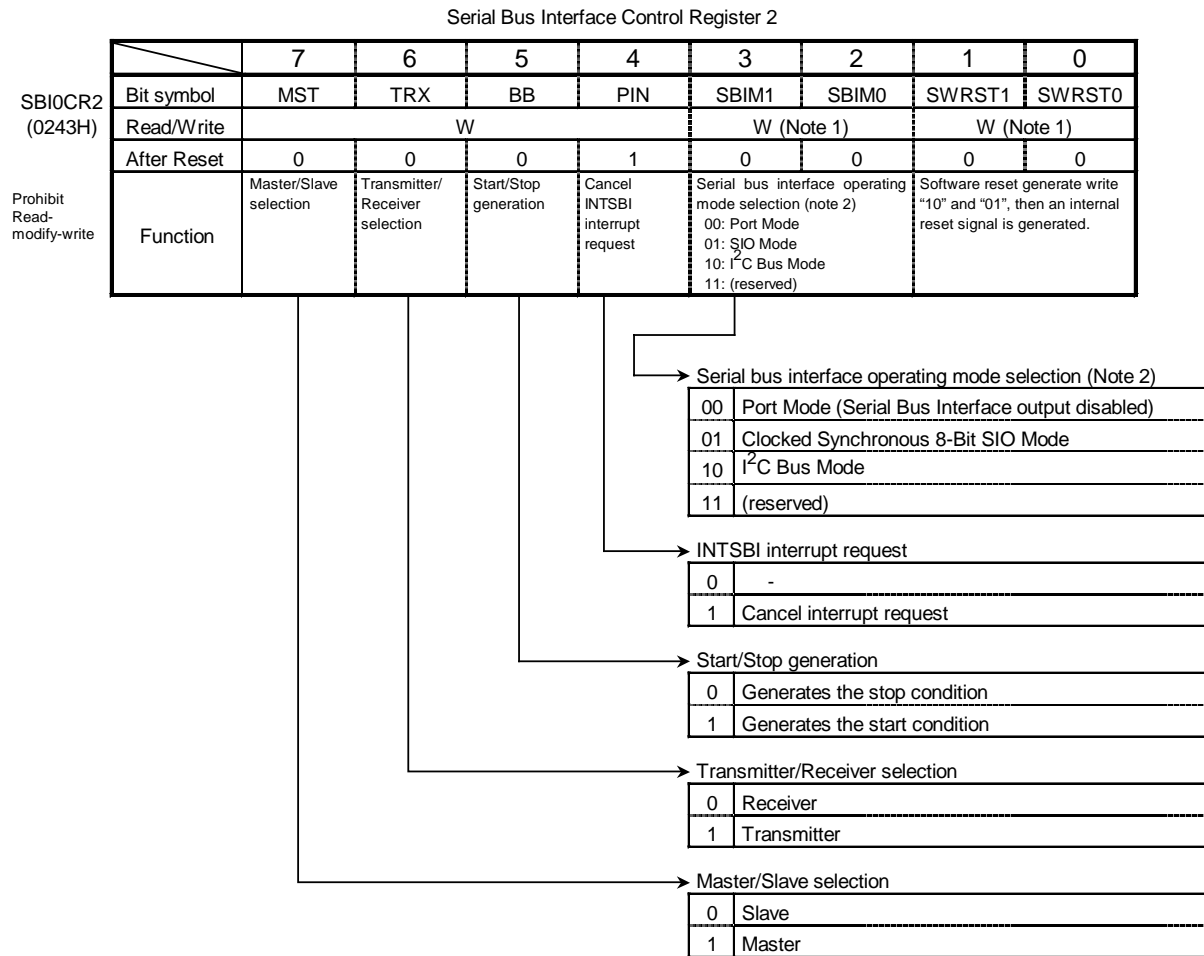 Serial Bus Interface Control Register 2
7 6 5 4 3 2 1 0
SBI0CR2
(0243H)
Bit symbol MST TRX BB PIN SBIM1 SBIM0 SWRST1 SWRST0
Read/Write W W (Note 1) W (Note 1)
After Reset 0 0 0 1 0 0 0 0
Prohibit
Read-
modify-write
Function
Master/Slave
selection
Transmitter/
Receiver
selection
Start/Stop
generation
Cancel
INTSBI
interrupt
request
Serial bus interface operating
mode selection (note 2)
00: Port Mode
01: SIO Mode
10: I2C Bus Mode
11: (reserved)
Software reset generate write
“10” and “01”, then an internal
reset signal is generated.
Serial bus interface operating mode selection (Note 2)
00 Port Mode (Serial Bus Interface output disabled)
01 Clocked Synchronous 8-Bit SIO Mode
10 I2C Bus Mode
11 (reserved)
INTSBI interrupt request
0 -
1 Cancel interrupt request
Start/Stop generation
0 Generates the stop condition
1 Generates the start condition
Transmitter/Receiver selection
0 Receiver
1 Transmitter
Master/Slave selection
0 Slave
1 Master